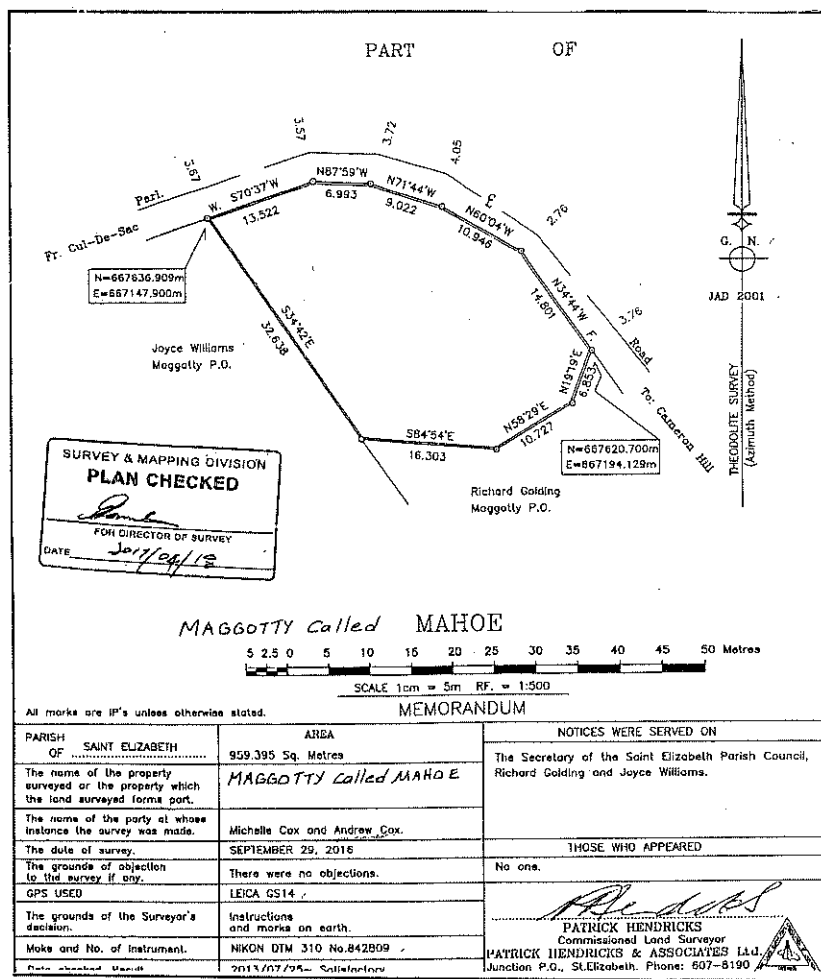 PART OF
3.67
3.57
3.72
4.05
2.76
3.76
Parl.
W.
S70°37'W
13.522
N87°59'W
6.993
N71°44'W
9.022
N60°04'W
10.946
N34°44'W
14.801
℄
Road
F.
Fr. Cul-De-Sac
To: Cameron Hill
N=667636.909m
E=667147.900m
S34°42'E
32.638
Joyce Williams
Maggotty P.O.
N19°19'E
6.853
N58°29'E
10.727
S84°54'E
16.303
N=667620.700m
E=667194.129m
Richard Golding
Maggotty P.O.
G. N.
JAD 2001
THEODOLITE SURVEY
(Azimuth Method)
SURVEY & MAPPING DIVISION
PLAN CHECKED
FOR DIRECTOR OF SURVEY
DATE 2017/04/18
MAGGOTTY Called MAHOE
5 2.5 0 5 10 15 20 25 30 35 40 45 50 Metres
SCALE 1cm = 5m RF. = 1:500
All marks are IP's unless otherwise stated.
MEMORANDUM
PARISH
OF SAINT ELIZABETH
AREA
959.395 Sq. Metres
The name of the property
surveyed or the property which
the land surveyed forms part.
MAGGOTTY Called MAHOE
The name of the party at whose
instance the survey was made.
Michelle Cox and Andrew Cox.
The date of survey.
SEPTEMBER 29, 2016
The grounds of objection
to the survey if any.
There were no objections.
GPS USED
LEICA GS14
The grounds of the Surveyor's
decision.
Instructions
and marks on earth.
Make and No. of Instrument.
NIKON DTM 310 No.842809
Date checked Result
2013/07/25- Satisfactory
NOTICES WERE SERVED ON
The Secretary of the Saint Elizabeth Parish Council,
Richard Golding and Joyce Williams.
THOSE WHO APPEARED
No one.
PATRICK HENDRICKS
Commissioned Land Surveyor
PATRICK HENDRICKS & ASSOCIATES Ltd.
Junction P.O., St.Elizabeth. Phone: 607-8190